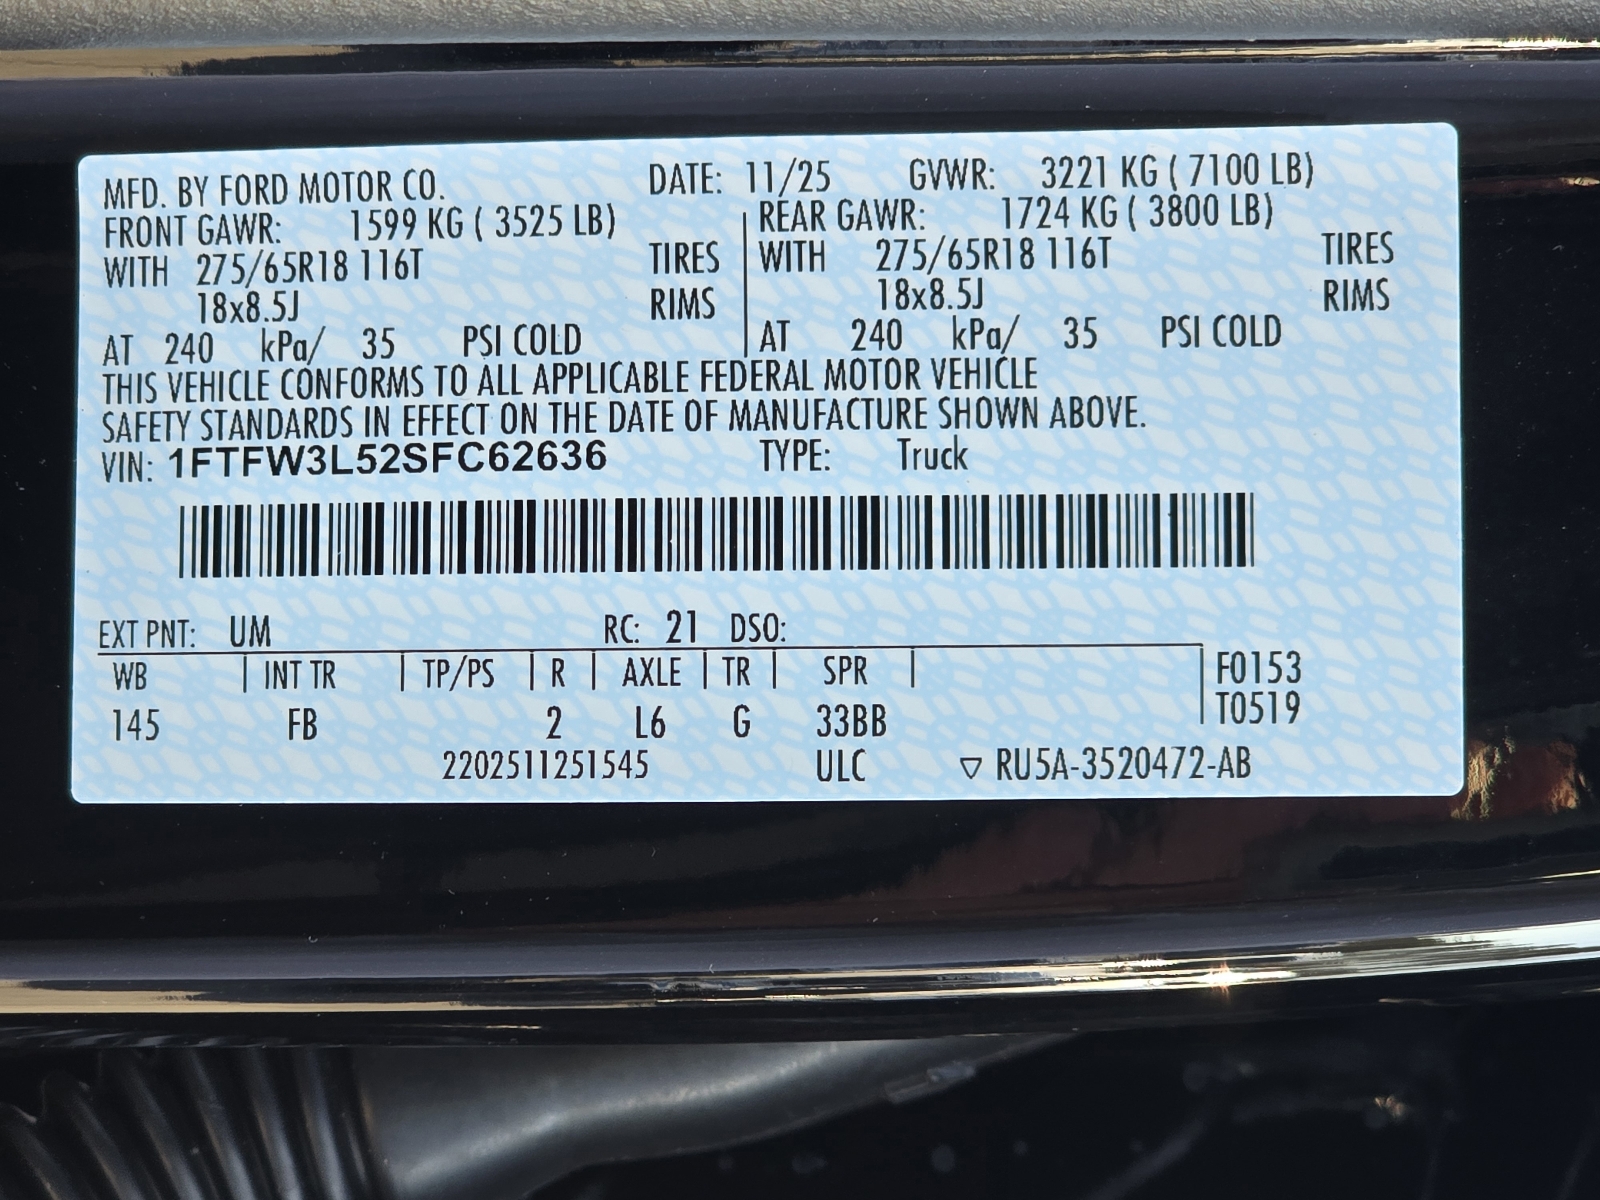 MFD. BY FORD MOTOR CO. DATE: 11/25 GVWR: 3221 KG ( 7100 LB)
FRONT GAWR: 1599 KG ( 3525 LB) REAR GAWR: 1724 KG ( 3800 LB)
WITH 275/65R18 116T TIRES WITH 275/65R18 116T TIRES
18x8.5J RIMS 18x8.5J RIMS
AT 240 kPa/ 35 PSI COLD AT 240 kPa/ 35 PSI COLD
THIS VEHICLE CONFORMS TO ALL APPLICABLE FEDERAL MOTOR VEHICLE
SAFETY STANDARDS IN EFFECT ON THE DATE OF MANUFACTURE SHOWN ABOVE.
VIN: 1FTFW3L52SFC62636 TYPE: Truck
EXT PNT: UM RC: 21 DSO:
WB INT TR TP/PS R AXLE TR SPR F0153
145 FB 2 L6 G 33BB T0519
2202511251545 ULC ▽ RU5A-3520472-AB